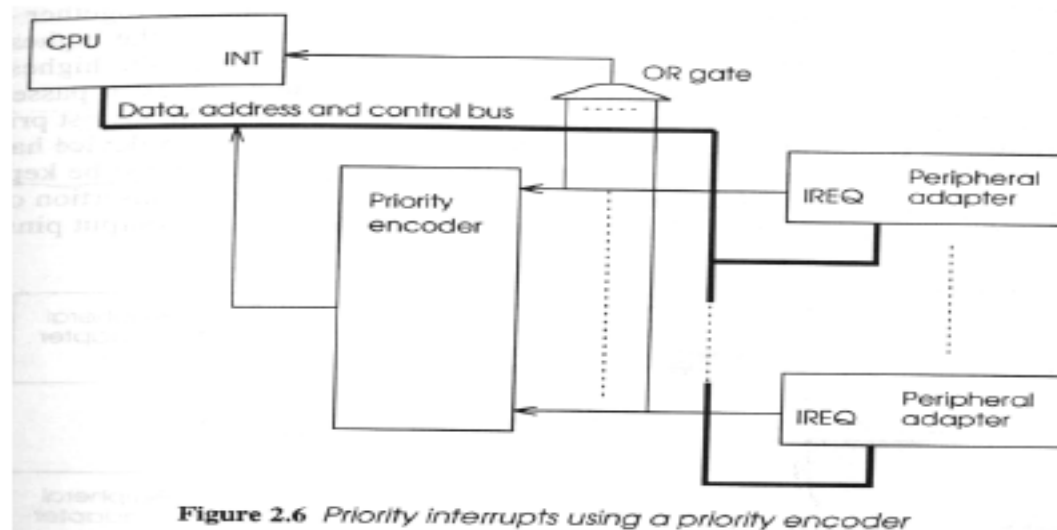 CPU
INT
OR gate
Data, address and control bus
Priority
encoder
IREQ
Peripheral
adapter
IREQ
Peripheral
adapter
Figure 2.6 Priority interrupts using a priority encoder